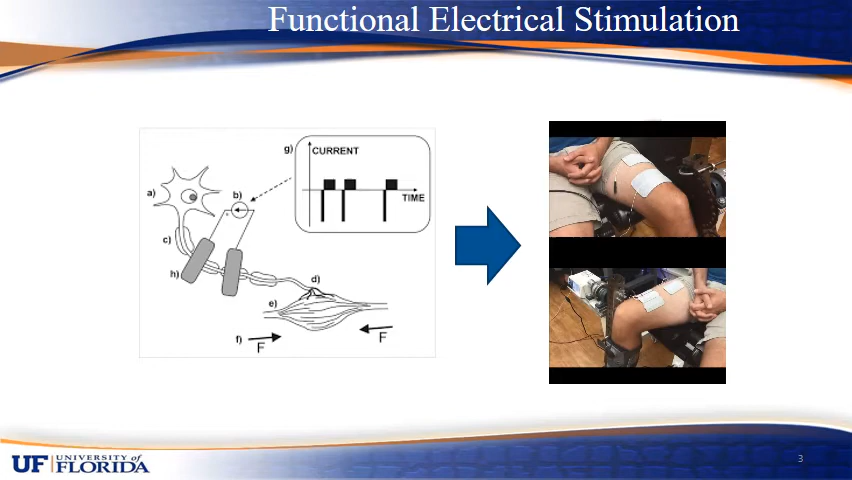 Functional Electrical Stimulation
g)
CURRENT
a)
b)
TIME
c)
h)
d)
e)
f)
F
F
UF UNIVERSITY of
FLORIDA
3